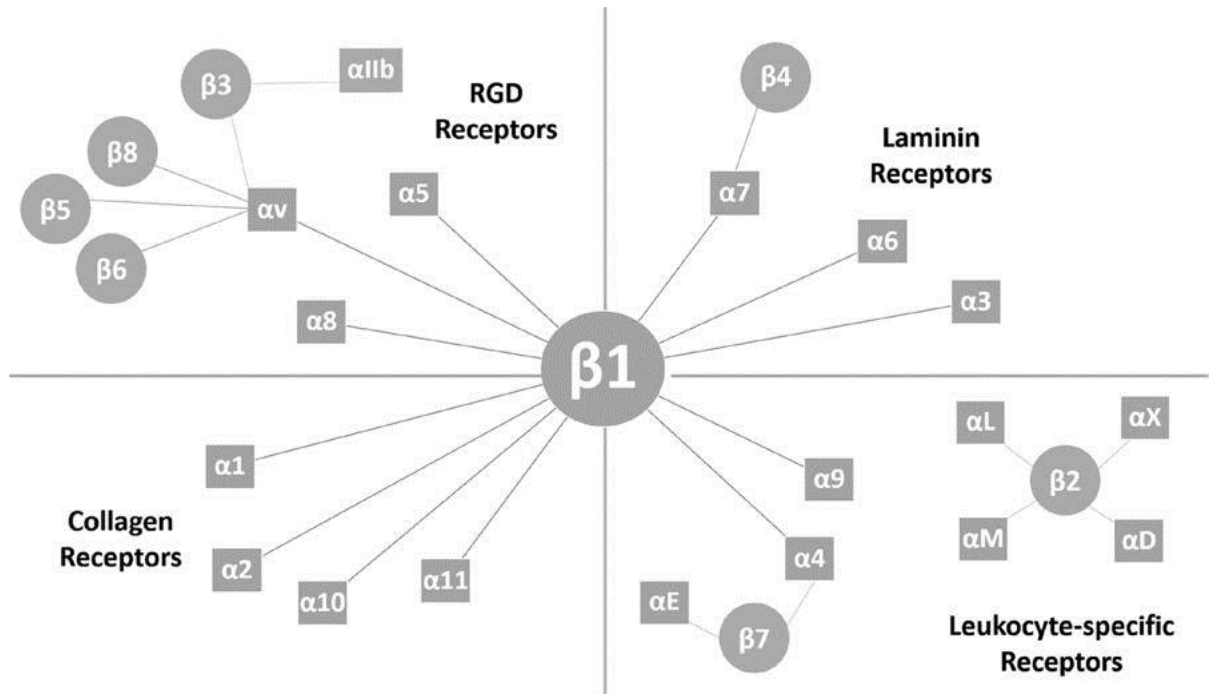 β3
αIIb
RGD
Receptors
β8
β5
αv
α5
β6
α8
β4
Laminin
Receptors
α7
α6
α3
β1
α1
Collagen
Receptors
α2
α10
α11
α9
α4
αE
β7
αL
αX
β2
αM
αD
Leukocyte-specific
Receptors